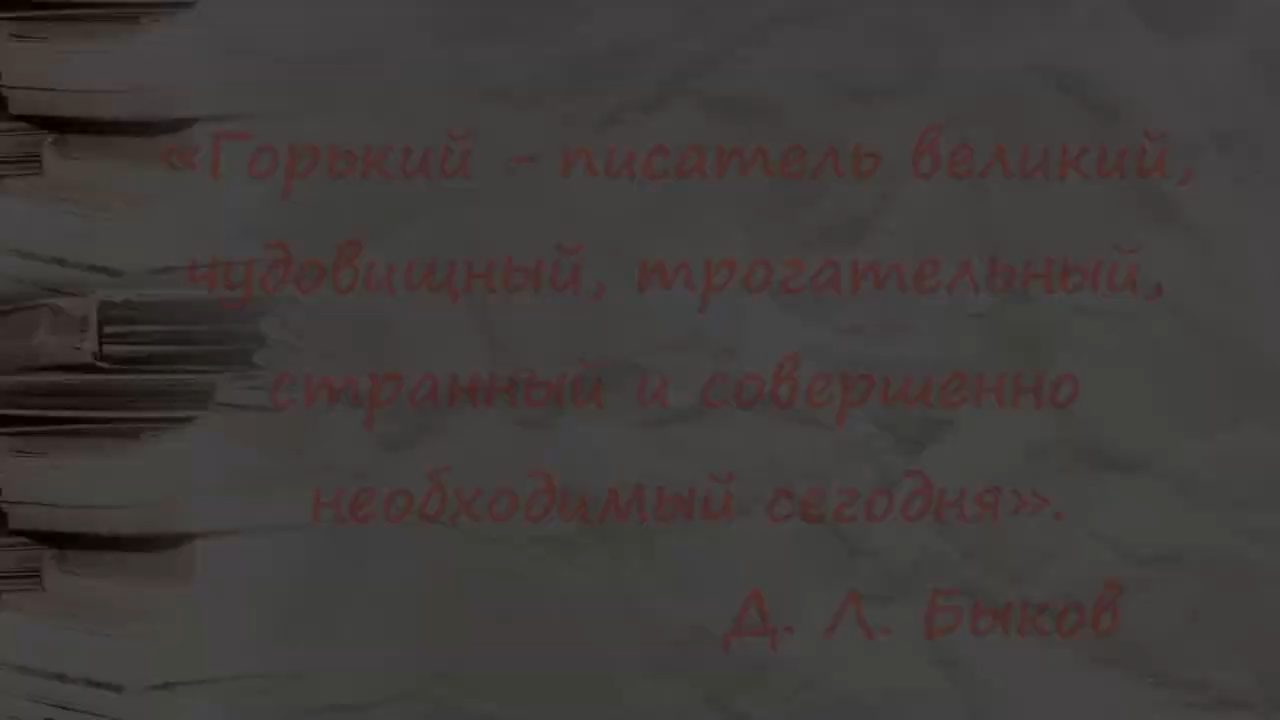 «Горький - писатель великий,
чудовищный, трогательный,
странный и совершенно
необходимый сегодня».
Д. Л. Быков